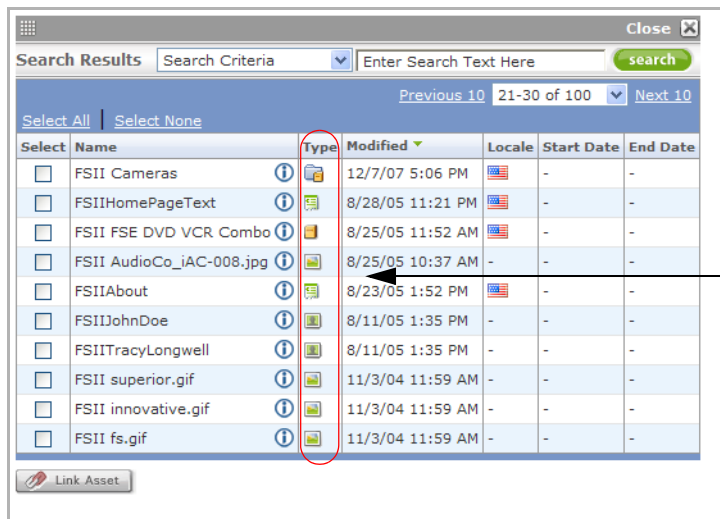 Close
Search Results Search Criteria Enter Search Text Here search
Previous 10 21-30 of 100 Next 10
Select All Select None
Select Name Type Modified Locale Start Date End Date
FSII Cameras 12/7/07 5:06 PM - -
FSIIHomePageText 8/28/05 11:21 PM - -
FSII FSE DVD VCR Combo 8/25/05 11:52 AM - -
FSII AudioCo_iAC-008.jpg 8/25/05 10:37 AM - - -
FSIIAbout 8/23/05 1:52 PM - -
FSIIJohnDoe 8/11/05 1:35 PM - - -
FSIITracyLongwell 8/11/05 1:35 PM - - -
FSII superior.gif 11/3/04 11:59 AM - - -
FSII innovative.gif 11/3/04 11:59 AM - - -
FSII fs.gif 11/3/04 11:59 AM - - -
Link Asset